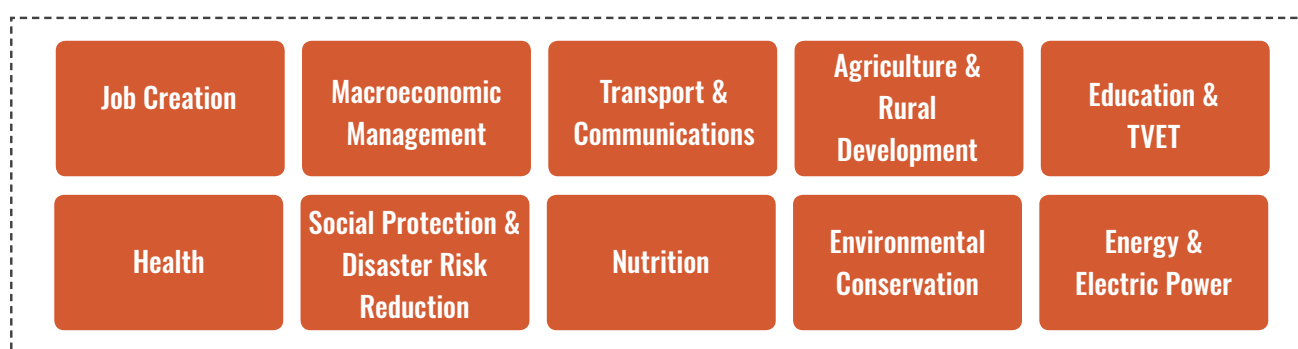 Job Creation
Macroeconomic
Management
Transport &
Communications
Agriculture &
Rural
Development
Education &
TVET
Health
Social Protection &
Disaster Risk
Reduction
Nutrition
Environmental
Conservation
Energy &
Electric Power